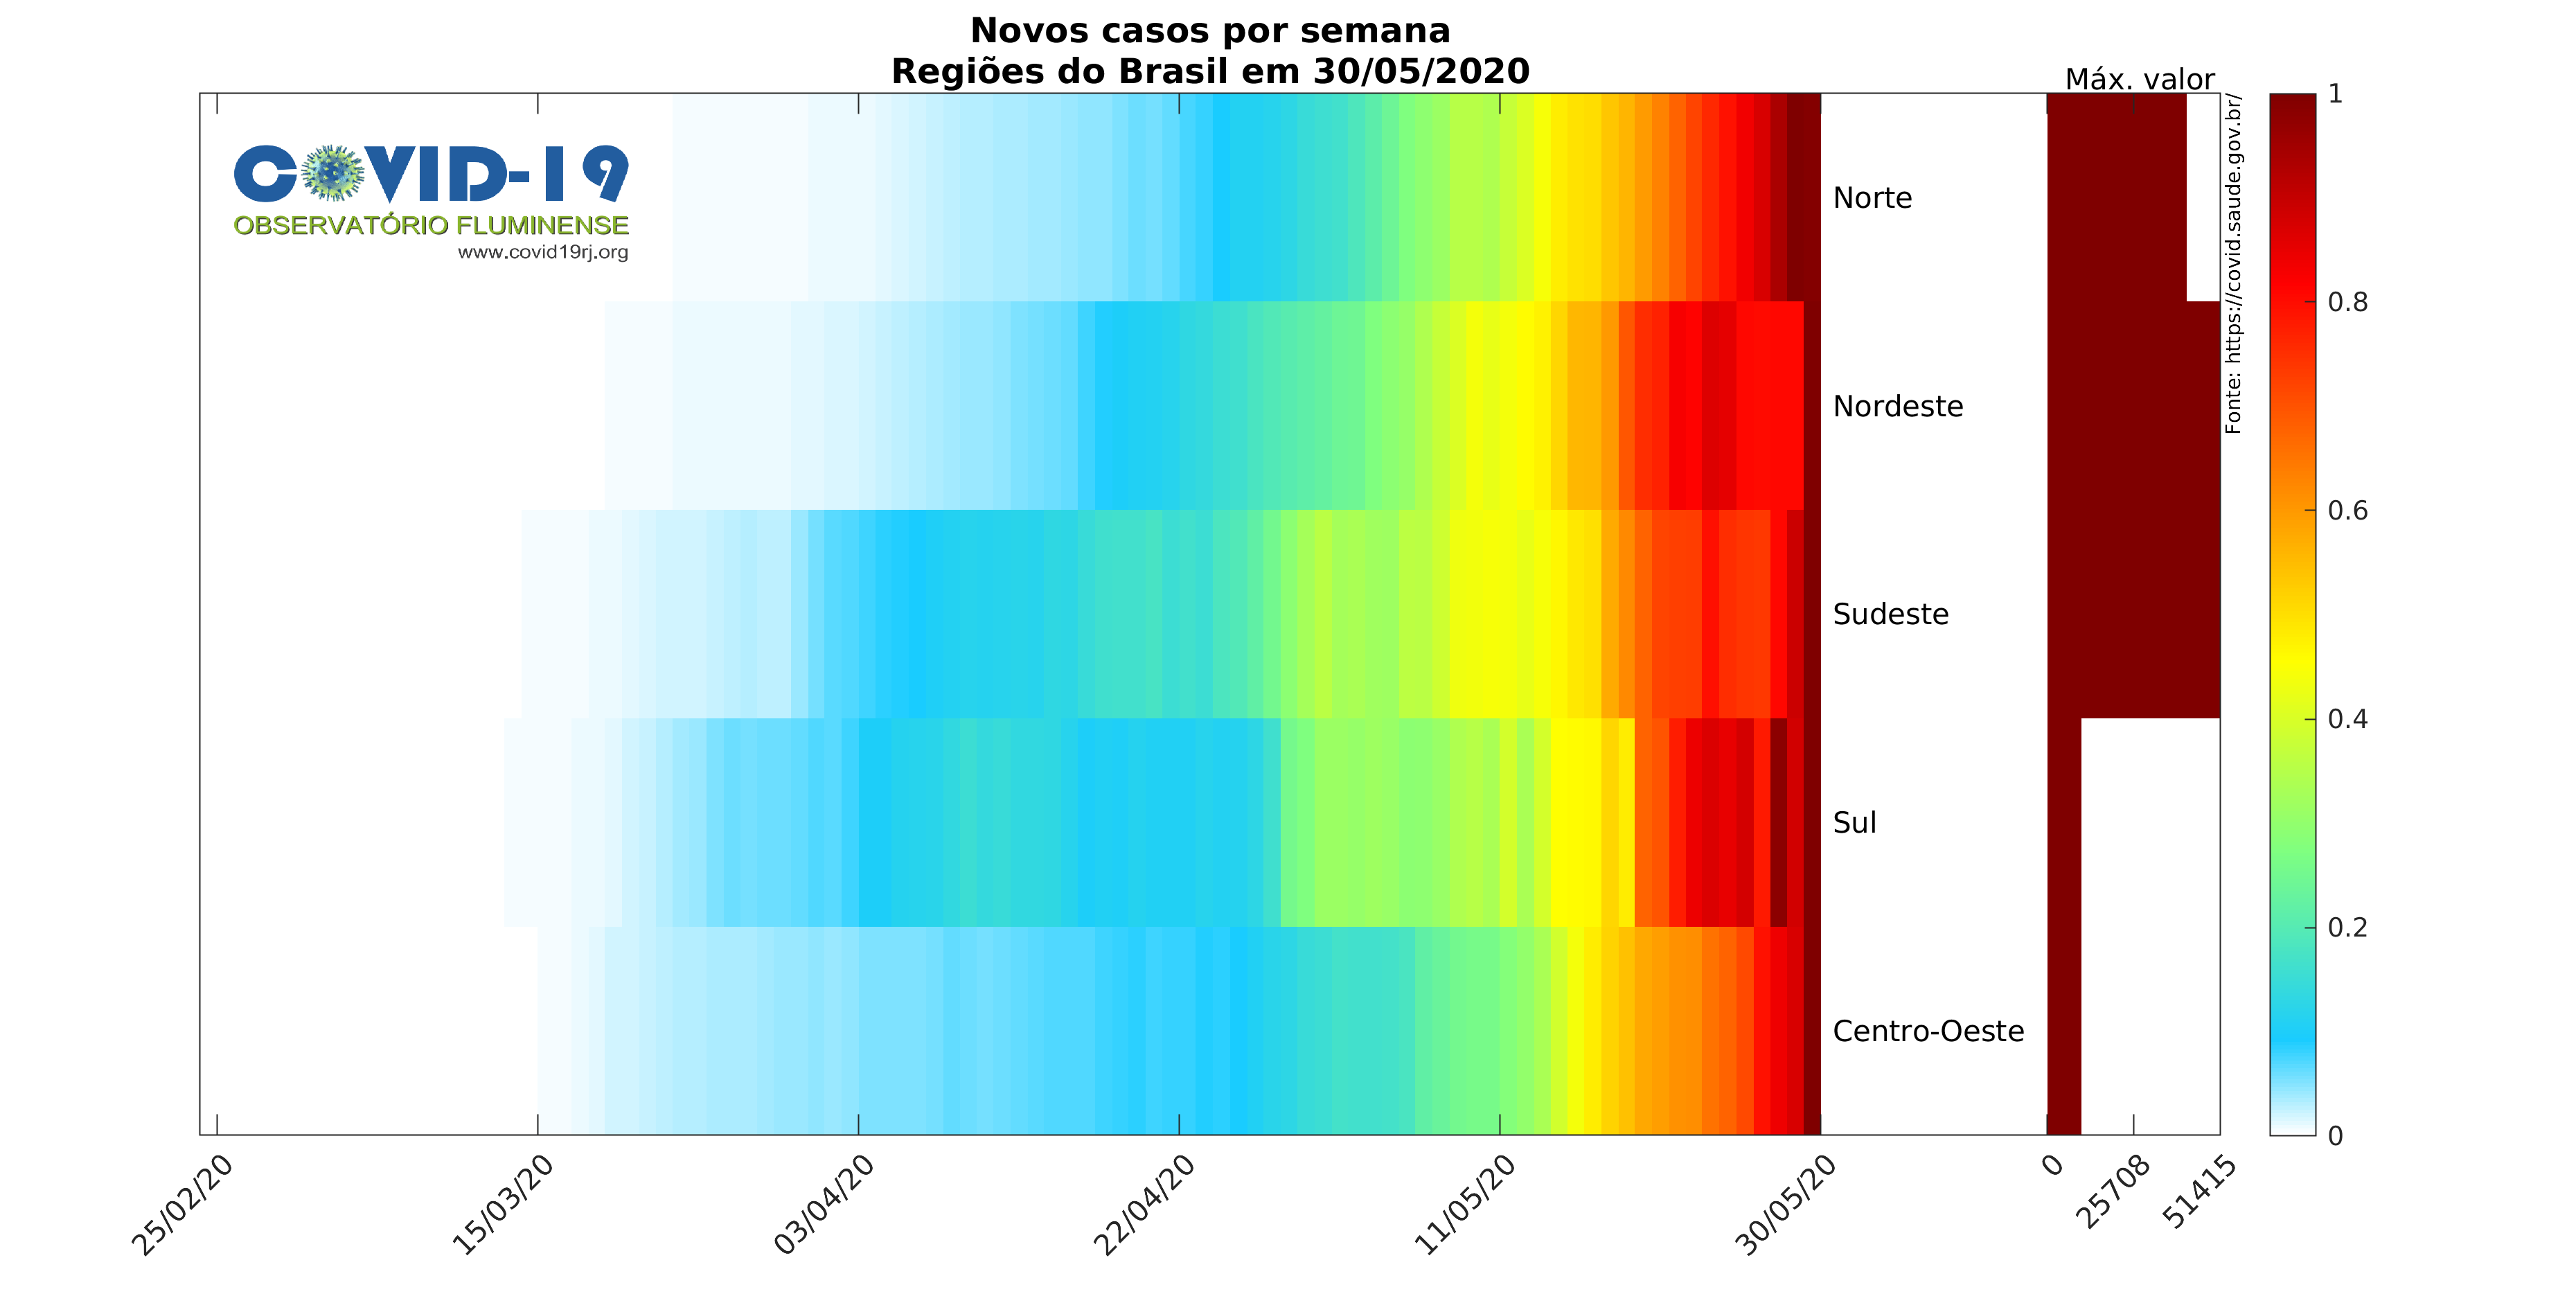 Novos casos por semana
Regiões do Brasil em 30/05/2020
Máx. valor
COVID-19
OBSERVATÓRIO FLUMINENSE
www.covid19rj.org
Norte
Nordeste
Sudeste
Sul
Centro-Oeste
Fonte: https://covid.saude.gov.br/
1
0.8
0.6
0.4
0.2
0
25/02/20
15/03/20
03/04/20
22/04/20
11/05/20
30/05/20
0
25708
51415